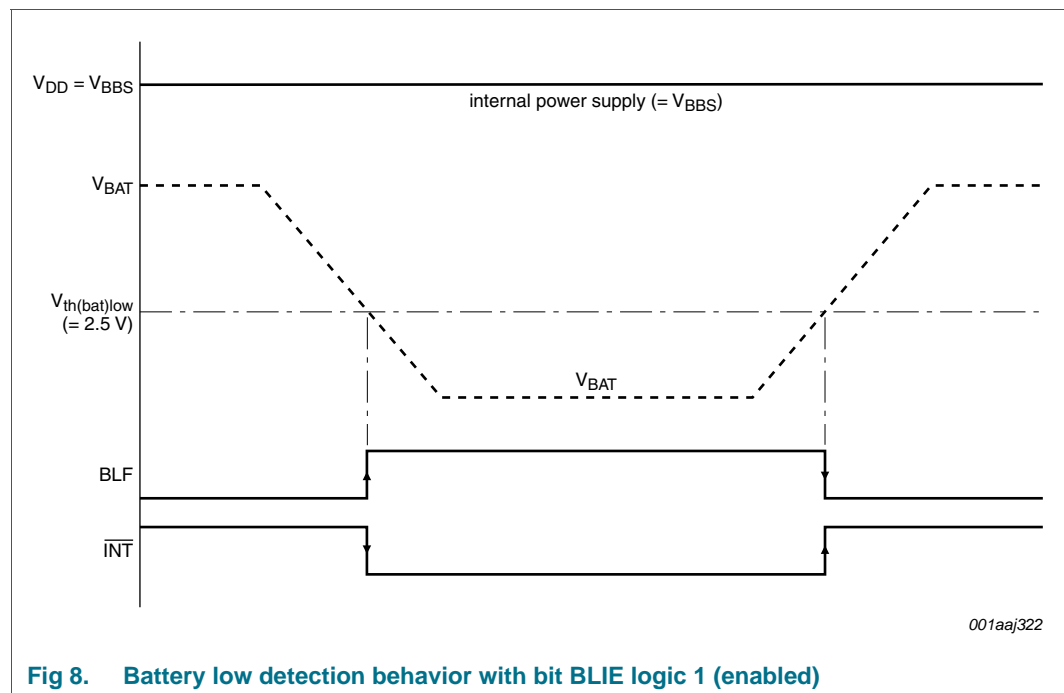 VDD = VBBS
internal power supply (= VBBS)
VBAT
Vth(bat)low
(= 2.5 V)
VBAT
BLF
INT
001aaj322
Fig 8. Battery low detection behavior with bit BLIE logic 1 (enabled)